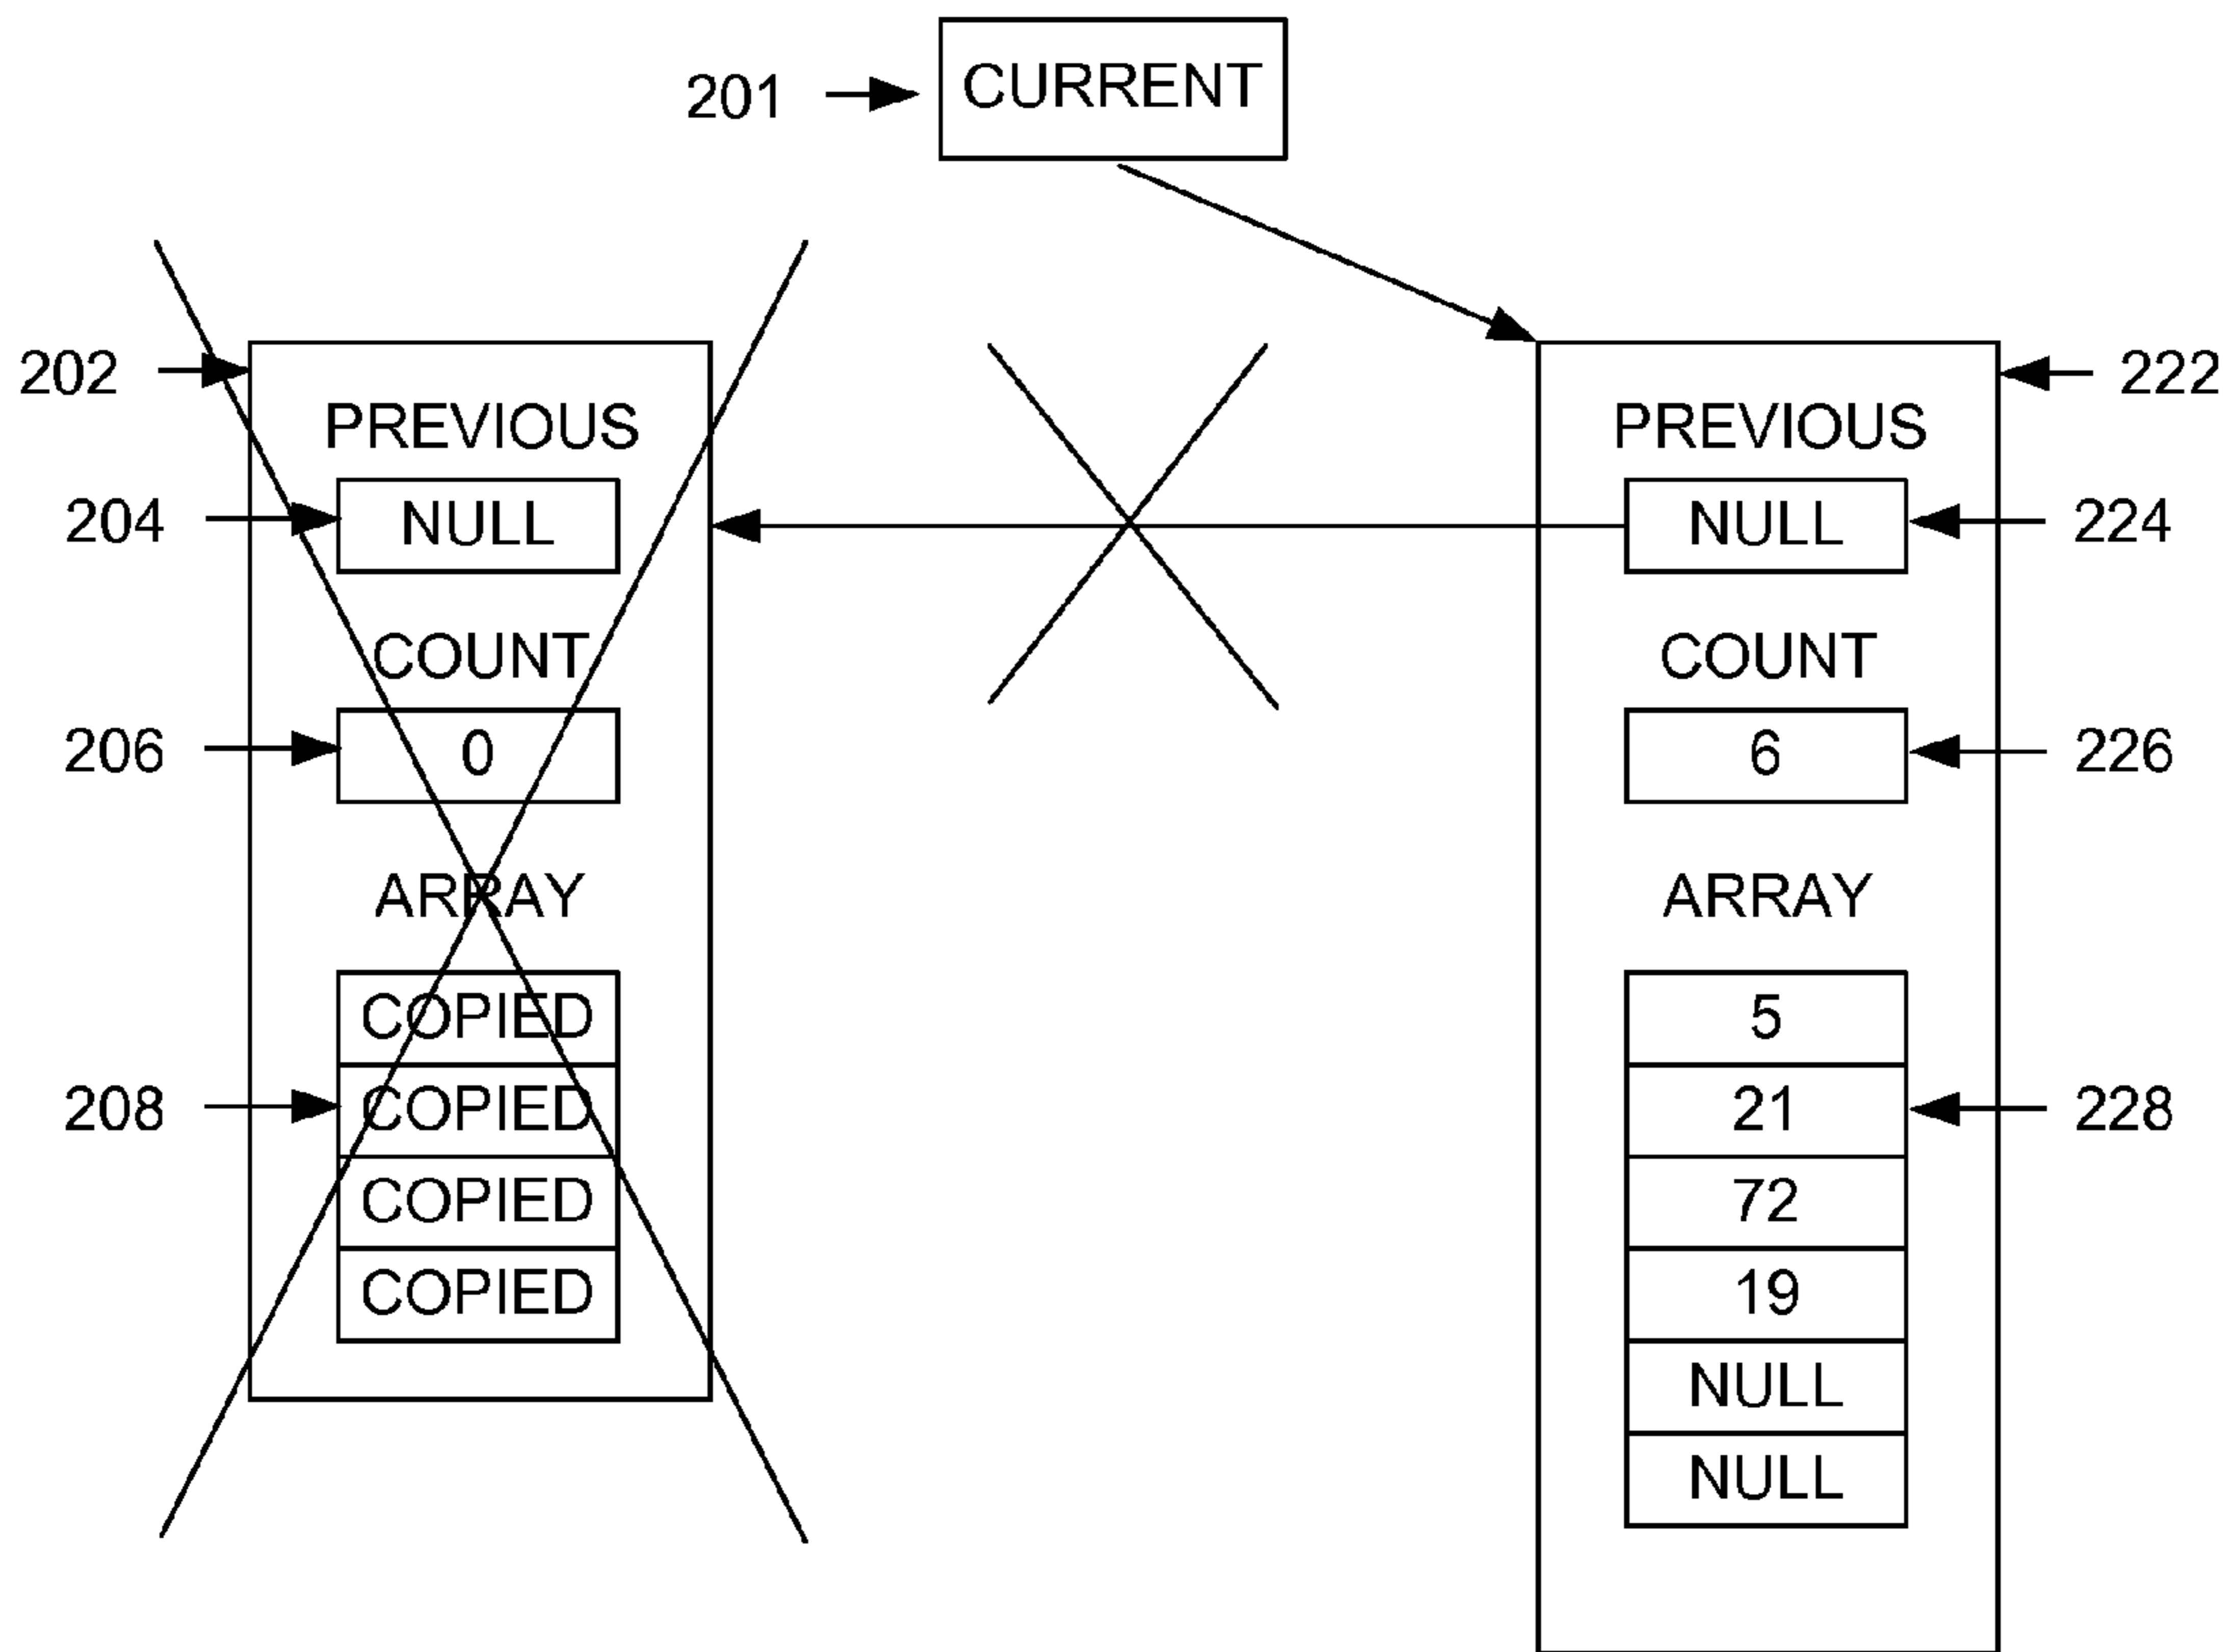 201 CURRENT
202 222
PREVIOUS PREVIOUS
204 NULL NULL 224
COUNT COUNT
206 0 6 226
ARRAY ARRAY
COPIED 5
208 COPIED 21 228
COPIED 72
COPIED 19
NULL
NULL